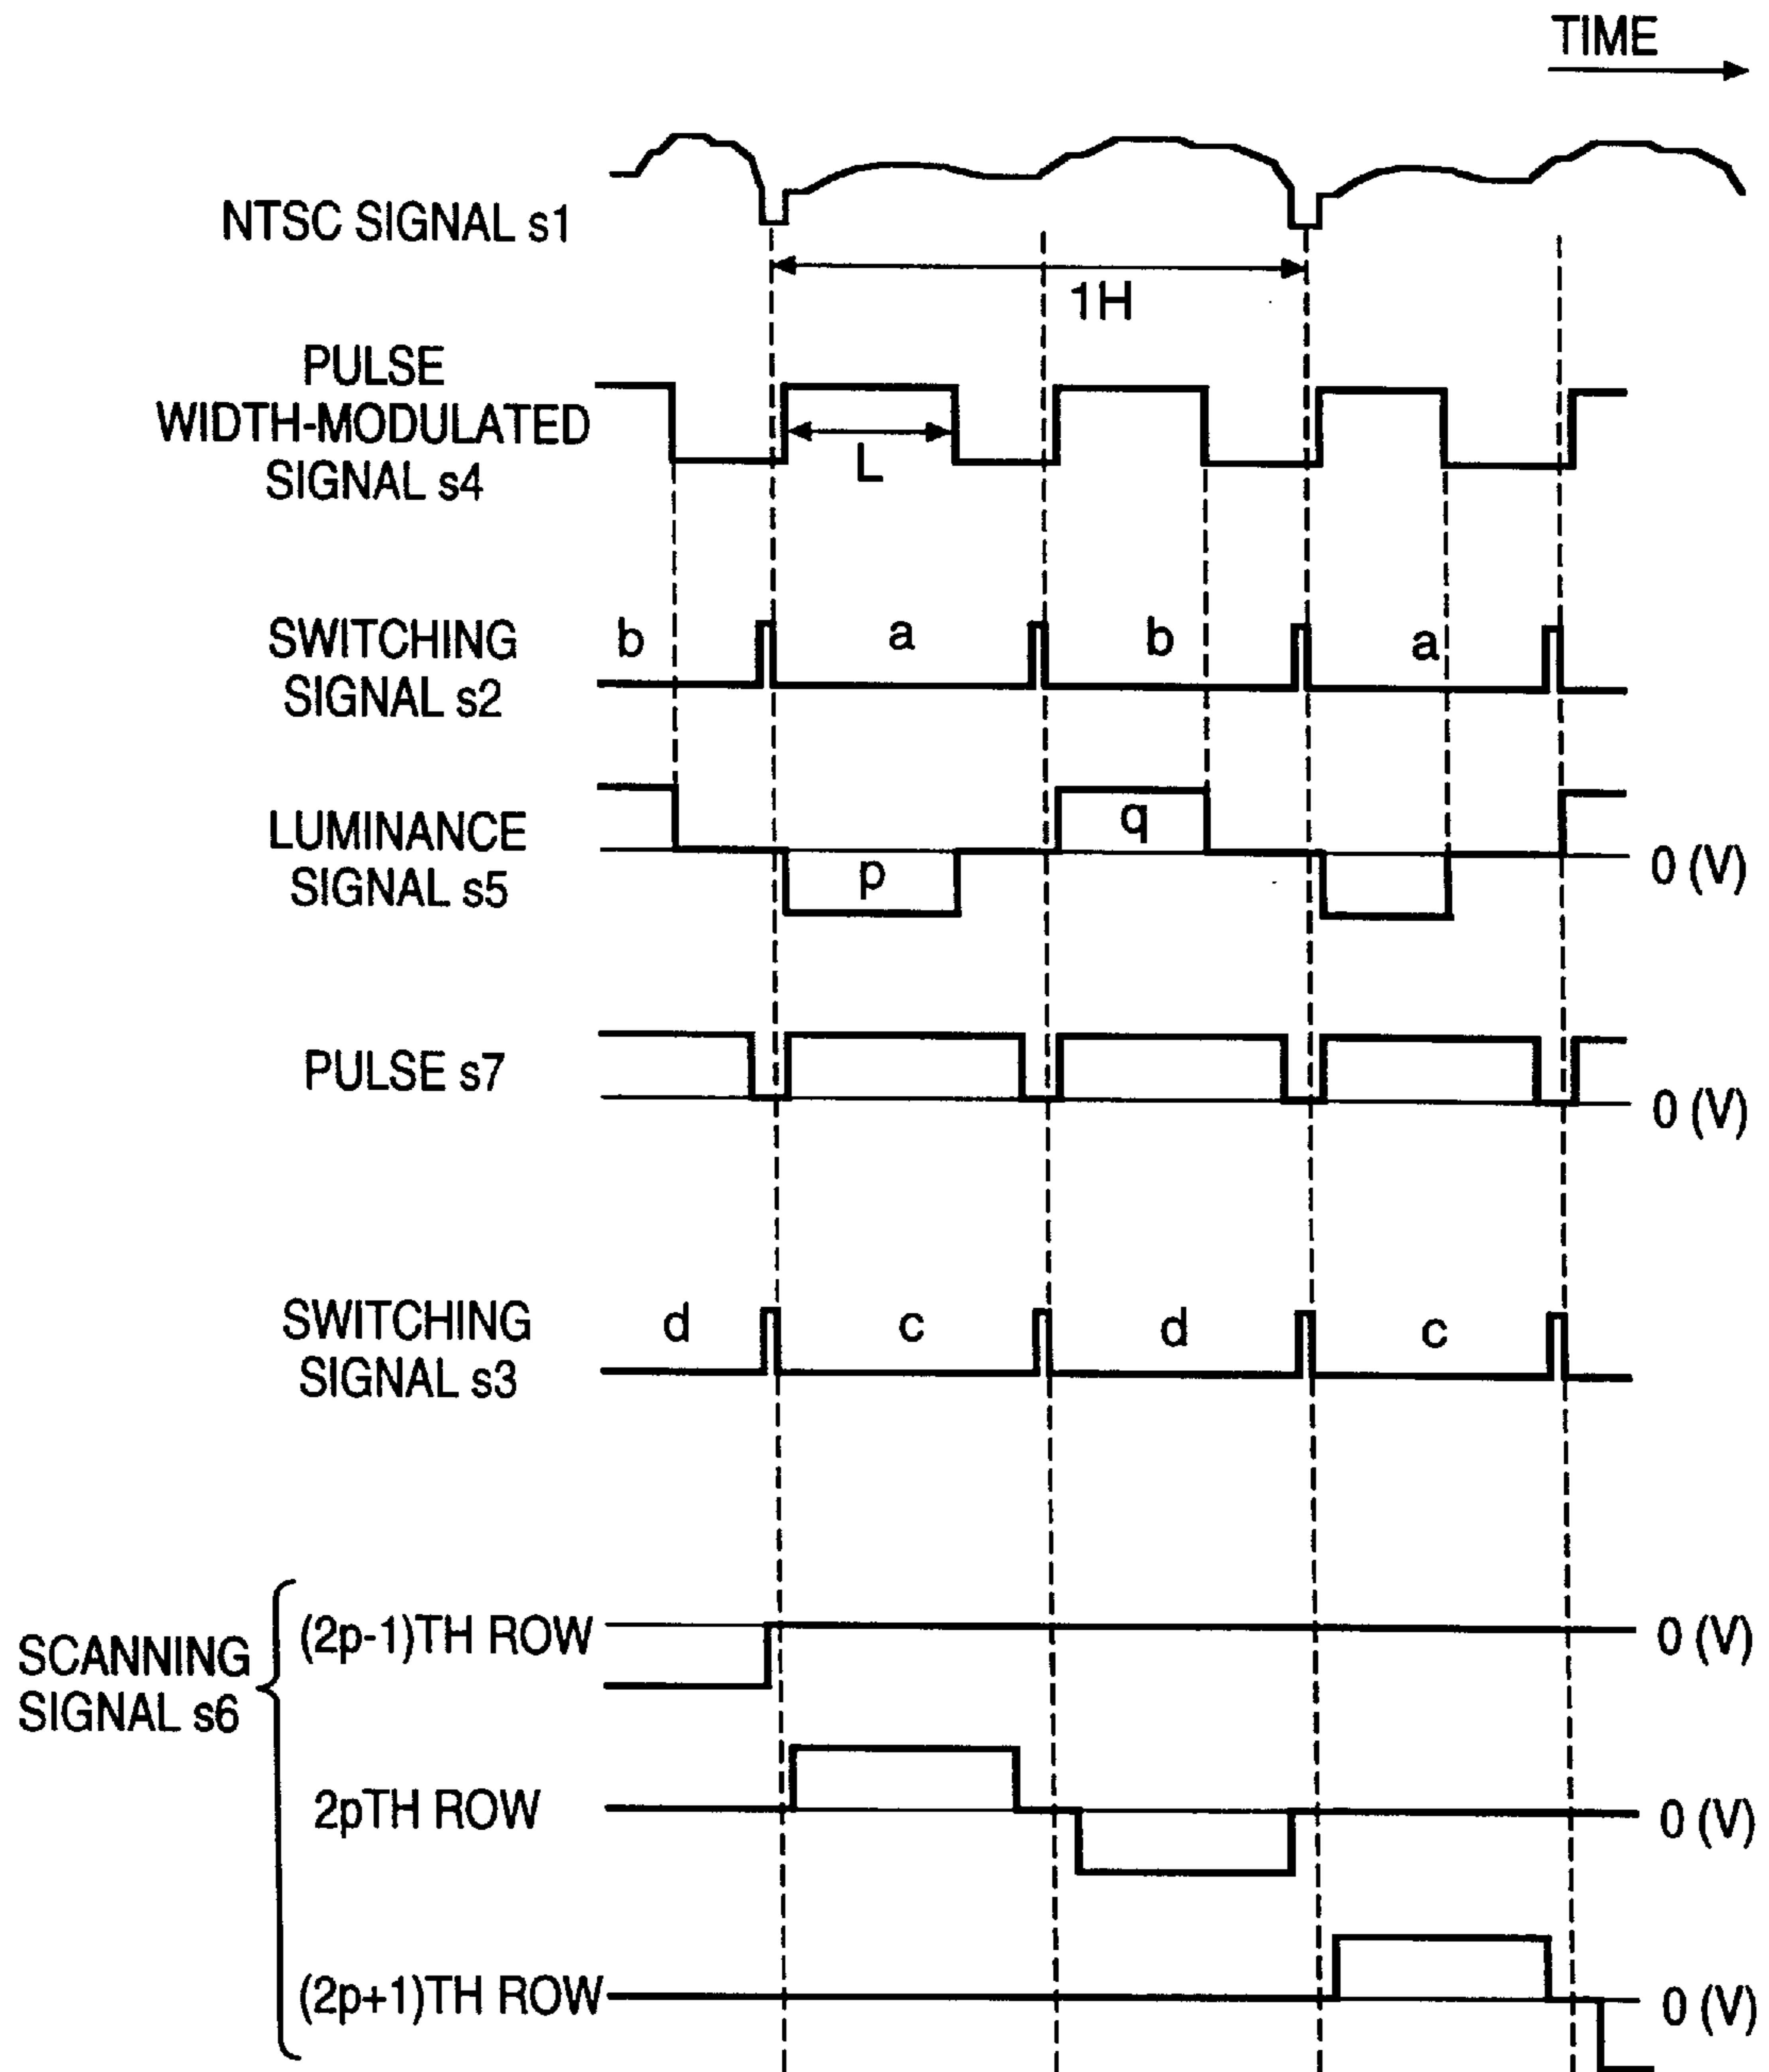 TIME
NTSC SIGNAL s1
1H
PULSE
WIDTH-MODULATED
SIGNAL s4
L
SWITCHING
SIGNAL s2
b a b a
LUMINANCE
SIGNAL s5
p q 0 (V)
PULSE s7
0 (V)
SWITCHING
SIGNAL s3
d c d c
SCANNING
SIGNAL s6
(2p-1)TH ROW 0 (V)
2pTH ROW 0 (V)
(2p+1)TH ROW 0 (V)